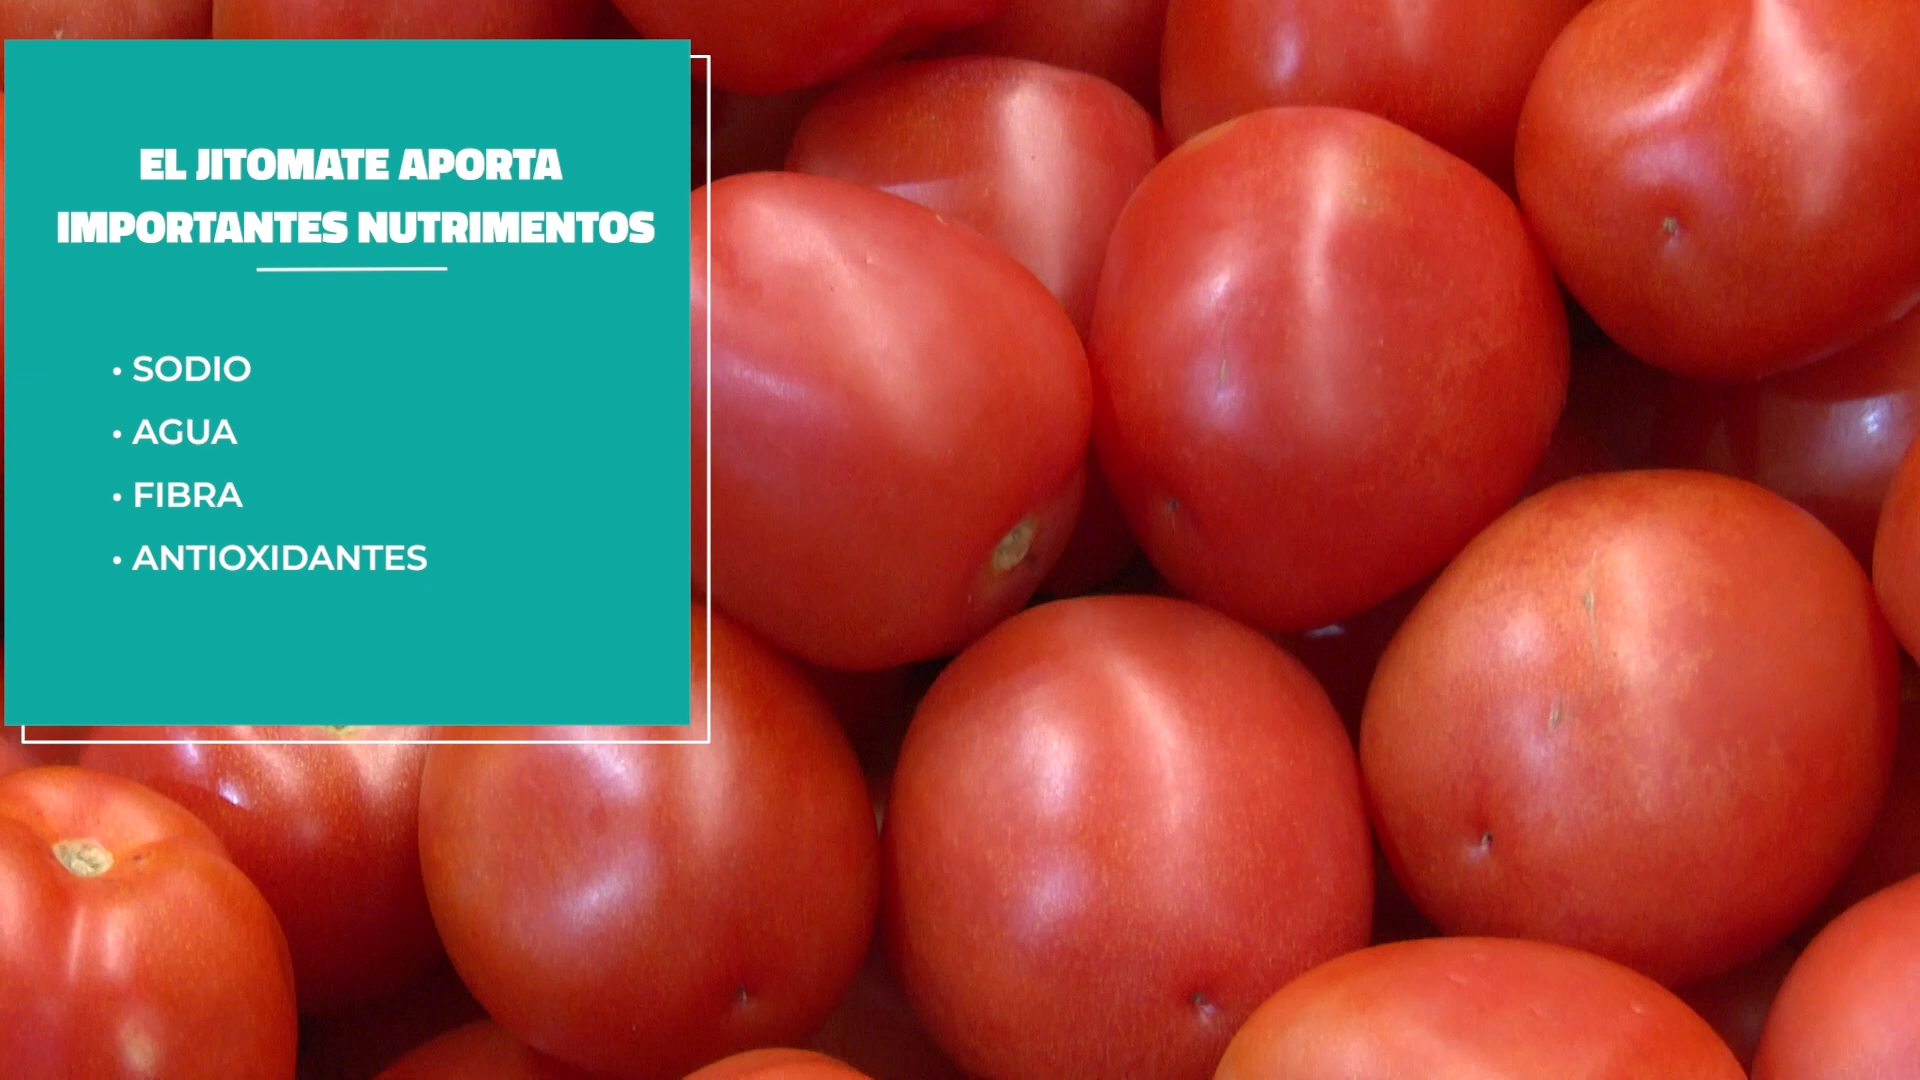 EL JITOMATE APORTA
IMPORTANTES NUTRIMENTOS
• SODIO
• AGUA
• FIBRA
• ANTIOXIDANTES